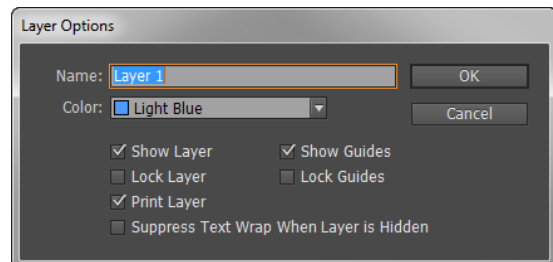 Layer Options
Name: Layer 1 OK
Color: Light Blue Cancel
Show Layer Show Guides
Lock Layer Lock Guides
Print Layer
Suppress Text Wrap When Layer is Hidden